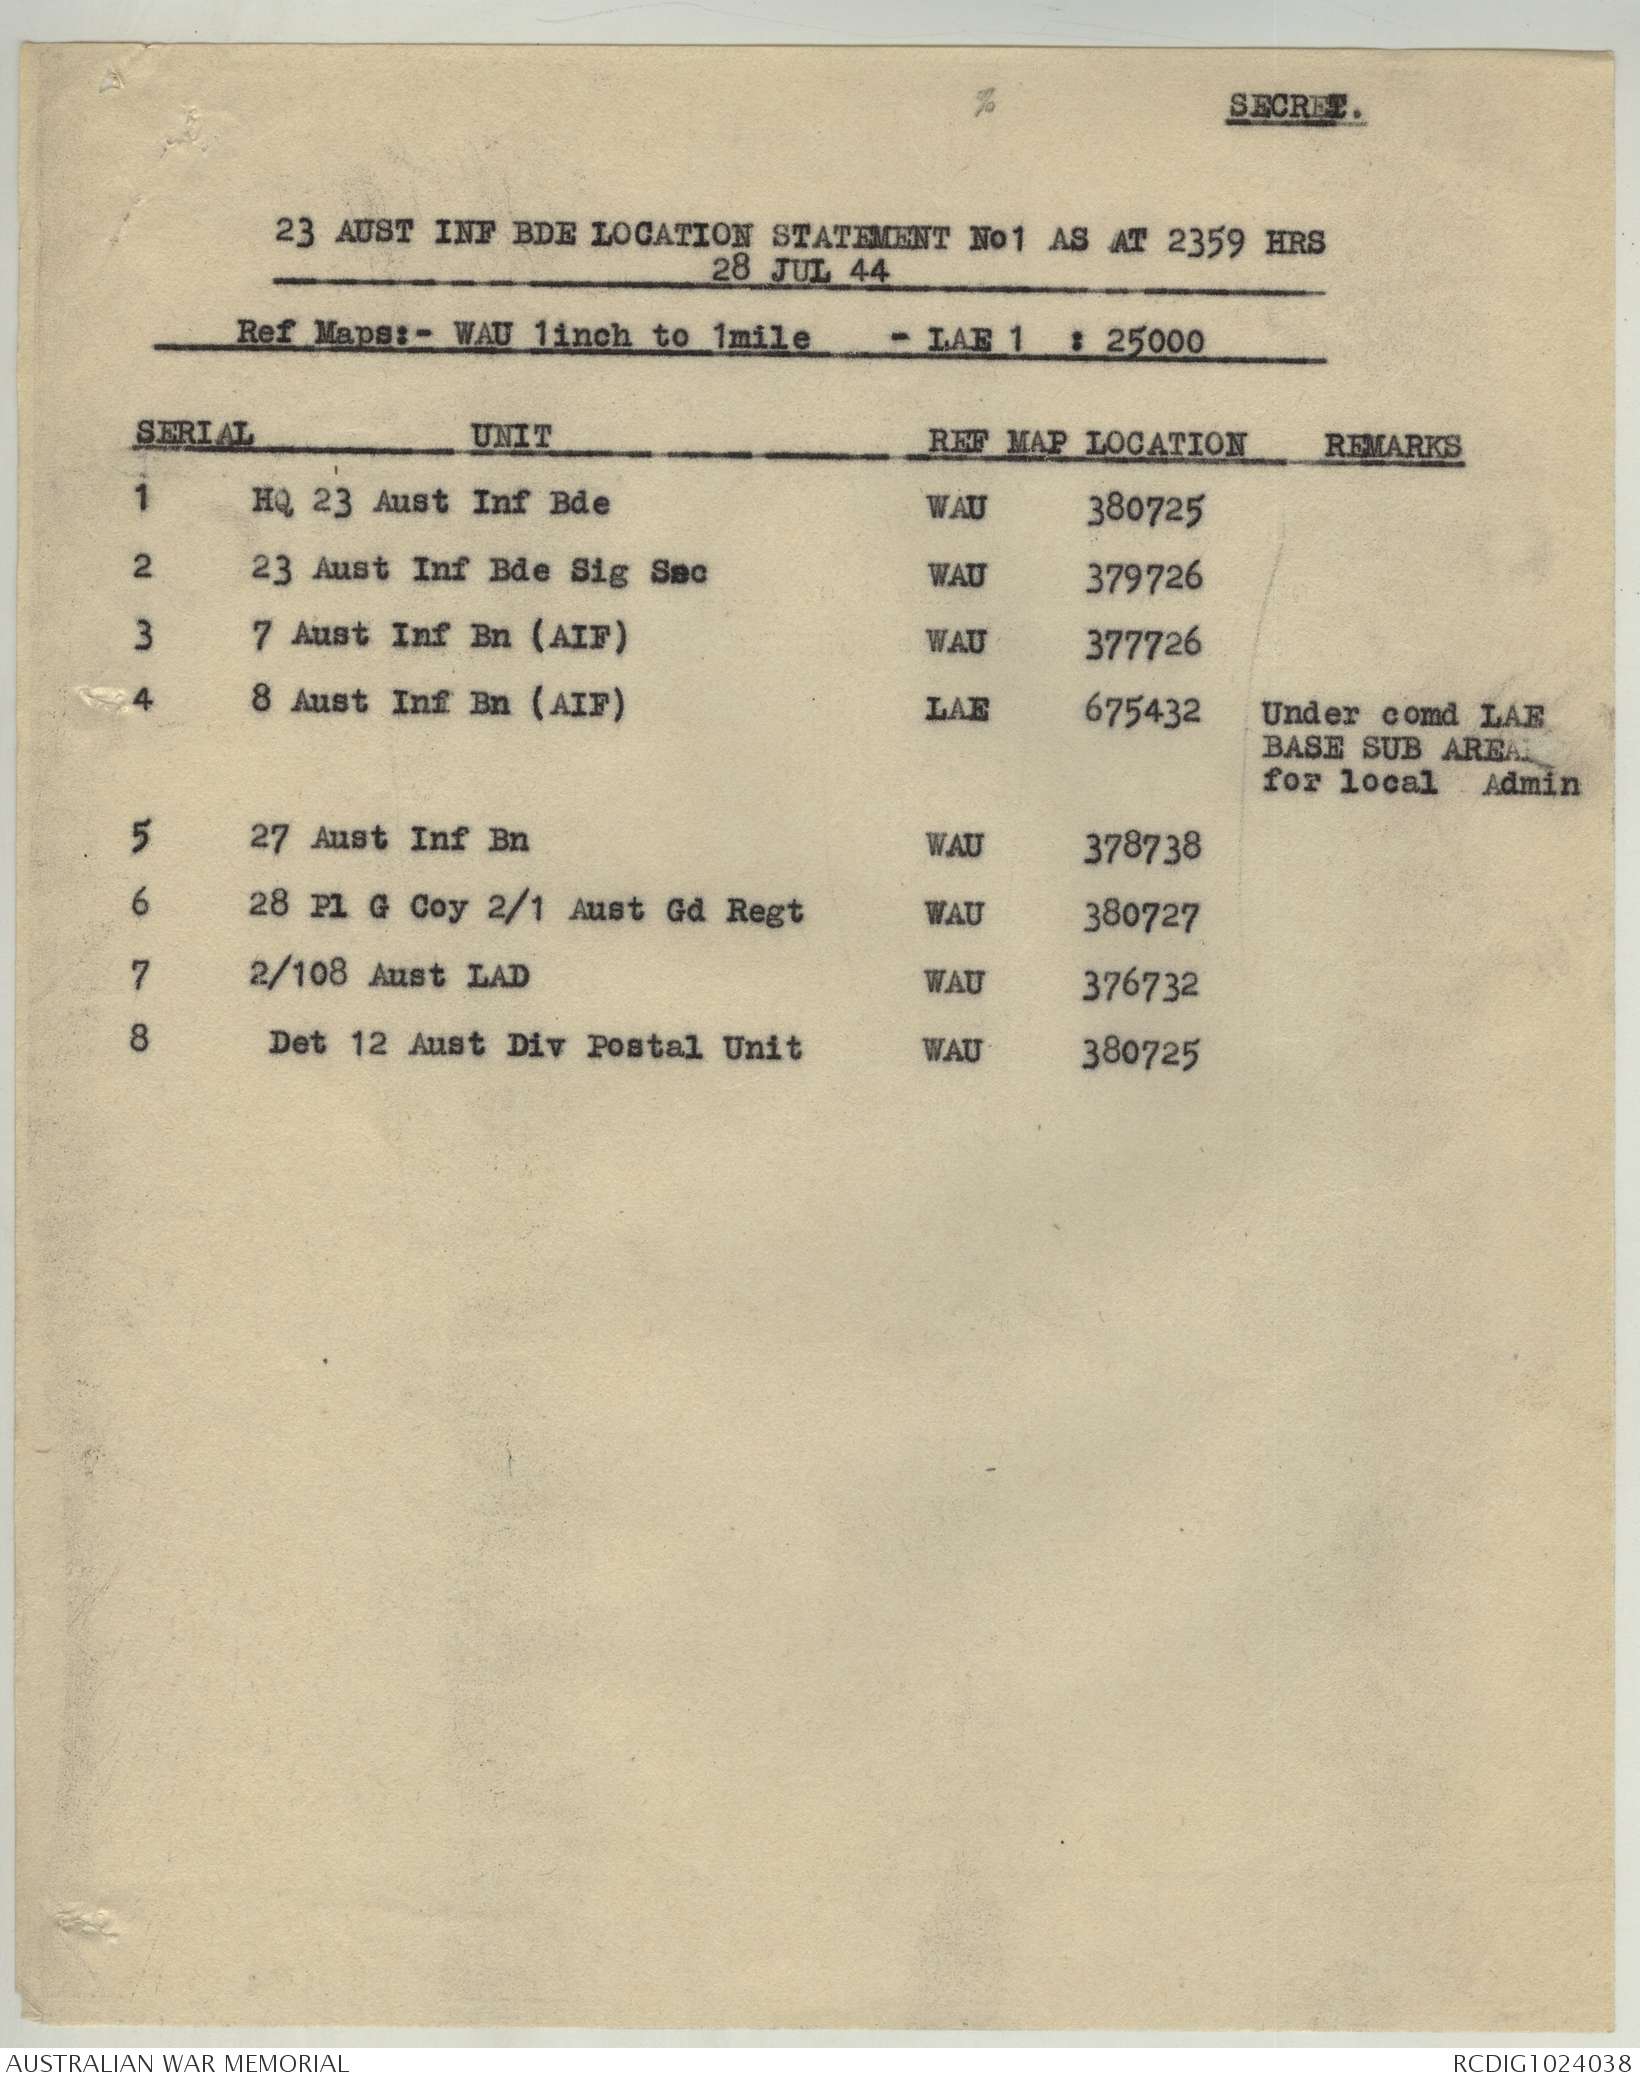 SECRET.
23 AUST INF BDE LOCATION STATEMENT No1 AS AT 2359 HRS
28 JUL 44
Ref Maps:- WAU 1inch to 1mile - LAE 1 : 25000
SERIAL UNIT REF MAP LOCATION REMARKS
1 HQ 23 Aust Inf Bde WAU 380725
2 23 Aust Inf Bde Sig Sec WAU 379726
3 7 Aust Inf Bn (AIF) WAU 377726
4 8 Aust Inf Bn (AIF) LAE 675432 Under comd LAE
BASE SUB AREA
for local Admin
5 27 Aust Inf Bn WAU 378738
6 28 Pl G Coy 2/1 Aust Gd Regt WAU 380727
7 2/108 Aust LAD WAU 376732
8 Det 12 Aust Div Postal Unit WAU 380725
AUSTRALIAN WAR MEMORIAL RCDIG1024038